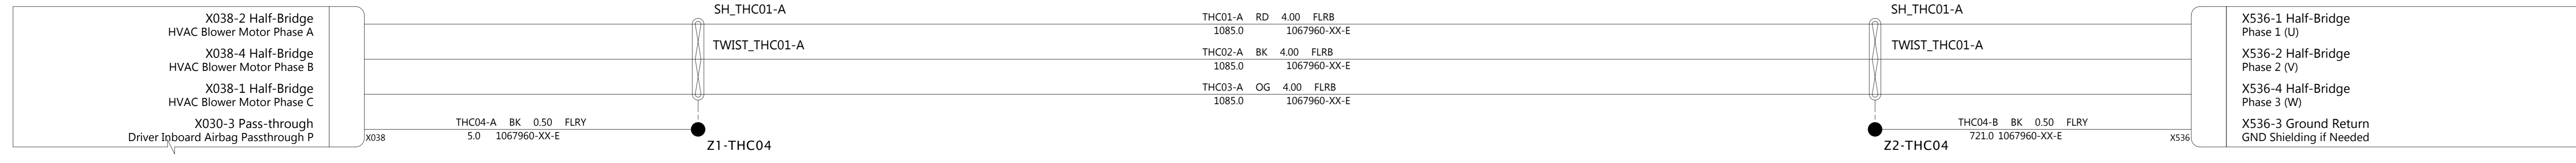 X038-2 Half-Bridge
HVAC Blower Motor Phase A
X038-4 Half-Bridge
HVAC Blower Motor Phase B
X038-1 Half-Bridge
HVAC Blower Motor Phase C
X030-3 Pass-through
Driver Inboard Airbag Passthrough P
X038
THC04-A BK 0.50 FLRY
5.0 1067960-XX-E
SH_THC01-A
TWIST_THC01-A
Z1-THC04
THC01-A RD 4.00 FLRB
1085.0 1067960-XX-E
THC02-A BK 4.00 FLRB
1085.0 1067960-XX-E
THC03-A OG 4.00 FLRB
1085.0 1067960-XX-E
SH_THC01-A
TWIST_THC01-A
Z2-THC04
THC04-B BK 0.50 FLRY
721.0 1067960-XX-E
X536
X536-1 Half-Bridge
Phase 1 (U)
X536-2 Half-Bridge
Phase 2 (V)
X536-4 Half-Bridge
Phase 3 (W)
X536-3 Ground Return
GND Shielding if Needed